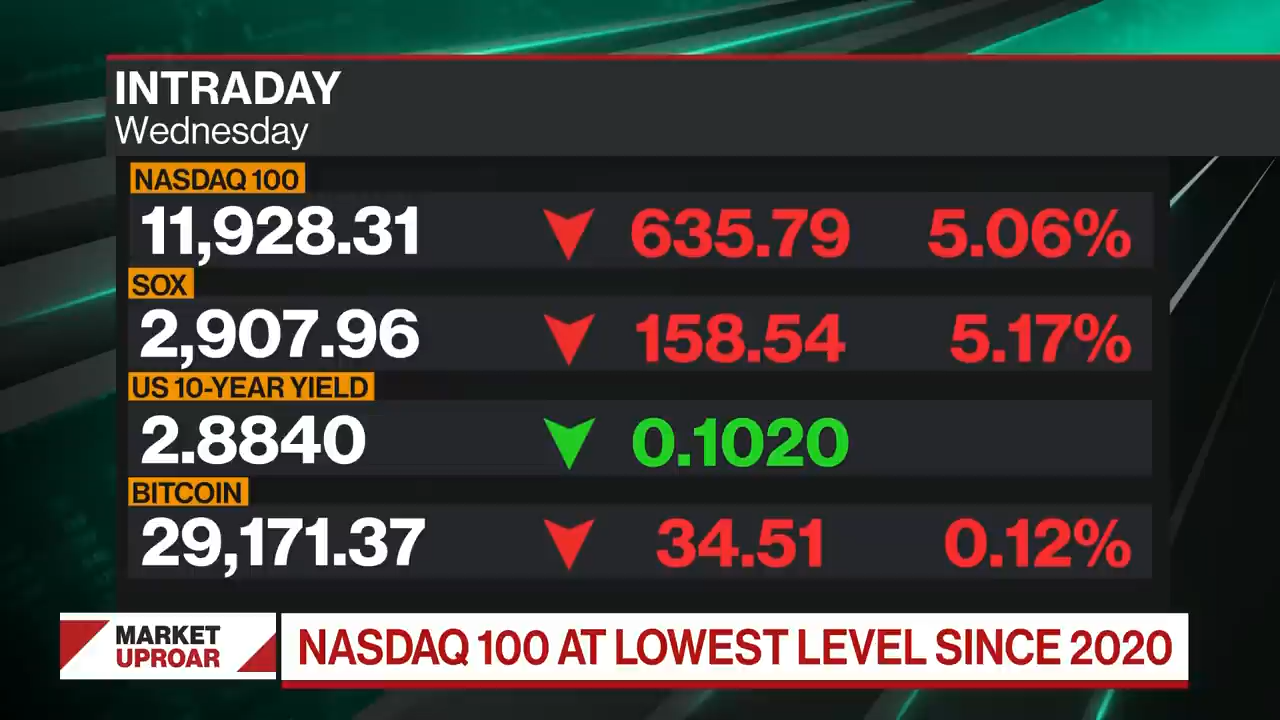 INTRADAY
Wednesday
NASDAQ 100
11,928.31 635.79 5.06%
SOX
2,907.96 158.54 5.17%
US 10-YEAR YIELD
2.8840 0.1020
BITCOIN
29,171.37 34.51 0.12%
MARKET
UPROAR
NASDAQ 100 AT LOWEST LEVEL SINCE 2020